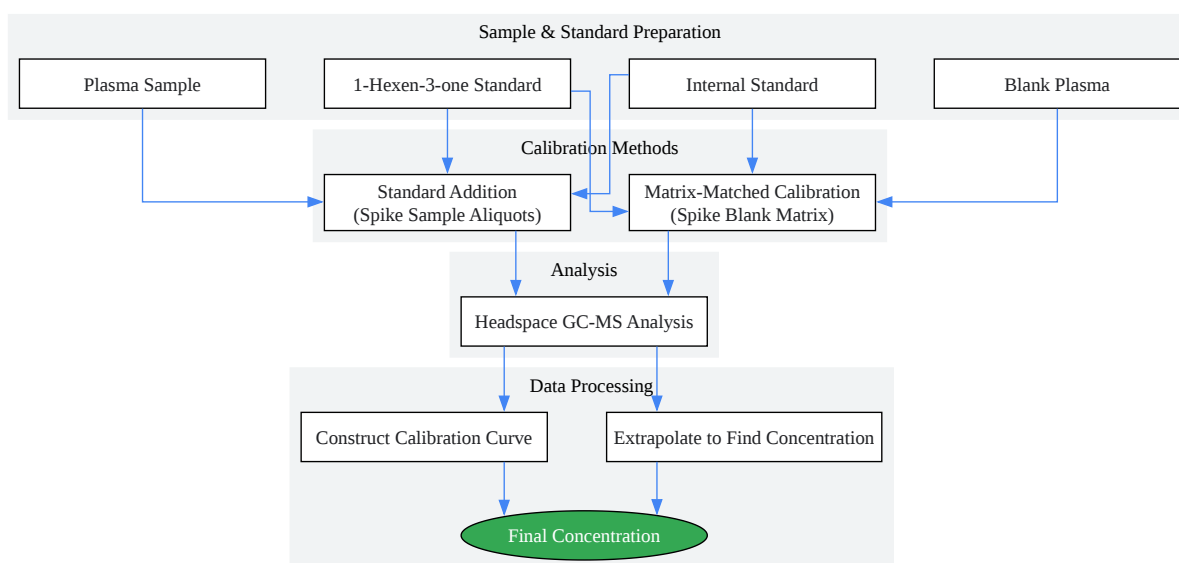 Sample & Standard Preparation
Plasma Sample
1-Hexen-3-one Standard
Internal Standard
Blank Plasma
Calibration Methods
Standard Addition
(Spike Sample Aliquots)
Matrix-Matched Calibration
(Spike Blank Matrix)
Analysis
Headspace GC-MS Analysis
Data Processing
Construct Calibration Curve
Extrapolate to Find Concentration
Final Concentration